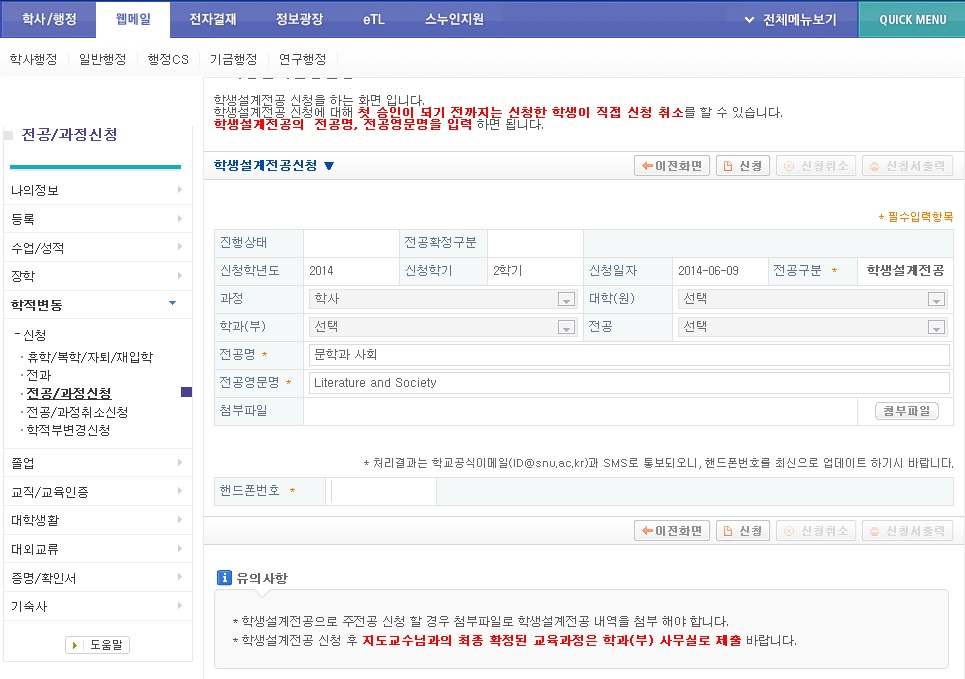 학사/행정 웹메일 전자결재 정보광장 eTL 스누인지원 전체메뉴보기 QUICK MENU
학사행정 일반행정 행정CS 기금행정 연구행정
전공/과정신청
나의정보
등록
수업/성적
장학
학적변동
- 신청
· 휴학/복학/자퇴/재입학
· 전과
· 전공/과정신청
· 전공/과정취소신청
· 학적부변경신청
졸업
교직/교육인증
대학생활
대외교류
증명/확인서
기숙사
도움말
학생설계전공 신청을 하는 화면 입니다.
학생설계전공 신청에 대해 첫 승인이 되기 전까지는 신청한 학생이 직접 신청 취소를 할 수 있습니다.
학생설계전공의 전공명, 전공영문명을 입력 하면 됩니다.
학생설계전공신청 ▼ 이전화면 신청 신청취소 신청서출력
* 필수입력항목
진행상태 전공확정구분
신청학년도 2014 신청학기 2학기 신청일자 2014-06-09 전공구분 * 학생설계전공
과정 학사 대학(원) 선택
학과(부) 선택 전공 선택
전공명 * 문학과 사회
전공영문명 * Literature and Society
첨부파일 첨부파일
* 처리결과는 학교공식이메일(ID@snu.ac.kr)과 SMS로 통보되오니, 핸드폰번호를 최신으로 업데이트 하기시 바랍니다.
핸드폰번호 *
이전화면 신청 신청취소 신청서출력
유의사항
* 학생설계전공으로 주전공 신청 할 경우 첨부파일로 학생설계전공 내역을 첨부 해야 합니다.
* 학생설계전공 신청 후 지도교수님과의 최종 확정된 교육과정은 학과(부) 사무실로 제출 바랍니다.